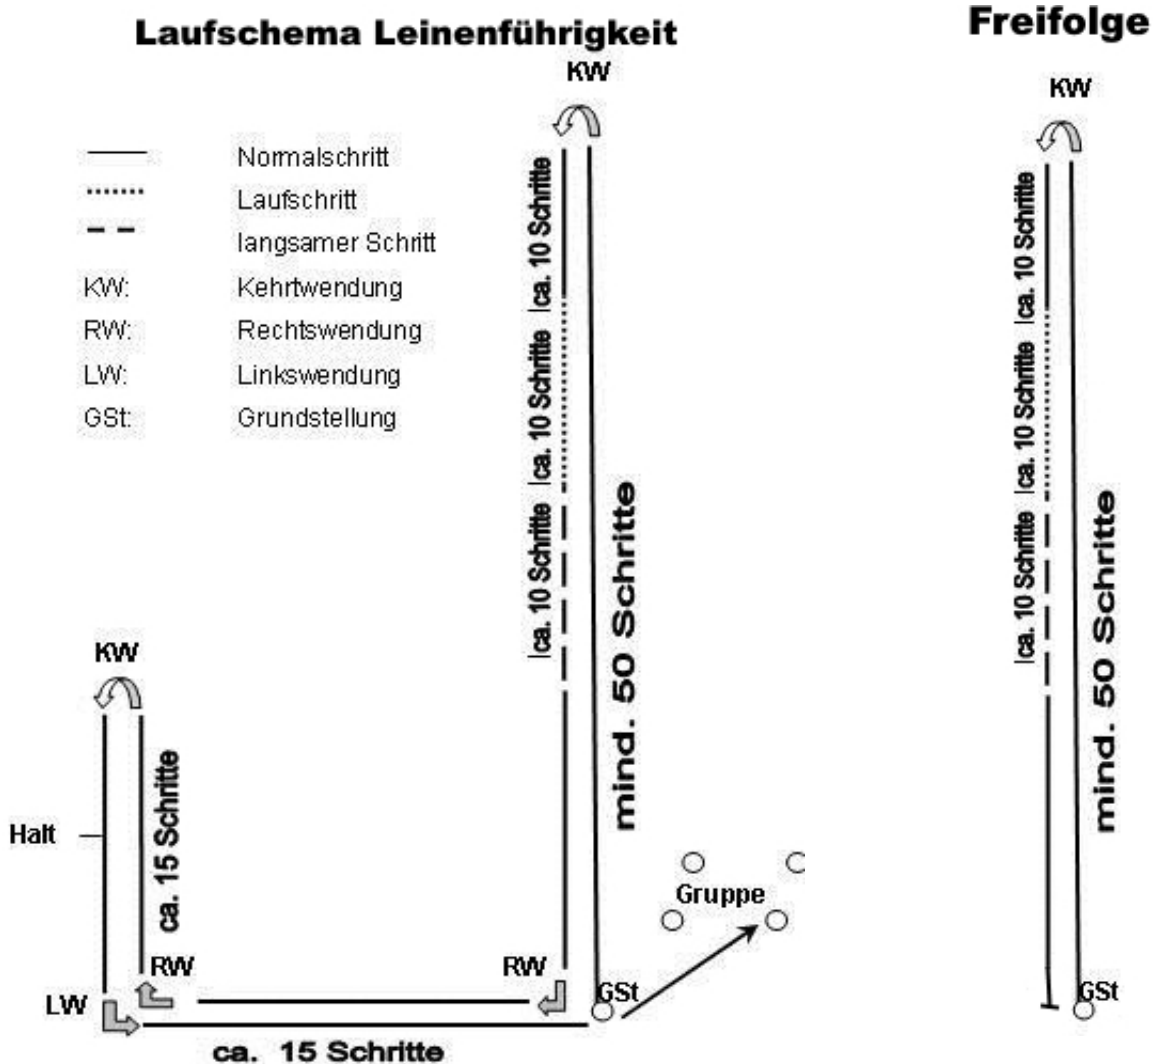 Laufschema Leinenführigkeit
Freifolge
KW
KW
Normalschritt
Laufschritt
langsamer Schritt
KW: Kehrtwendung
RW: Rechtswendung
LW: Linkswendung
GSt: Grundstellung
ca. 10 Schritte
ca. 10 Schritte
ca. 10 Schritte
mind. 50 Schritte
ca. 10 Schritte
ca. 10 Schritte
ca. 10 Schritte
mind. 50 Schritte
KW
Halt
ca. 15 Schritte
Gruppe
RW
RW
LW
GSt
GSt
ca. 15 Schritte